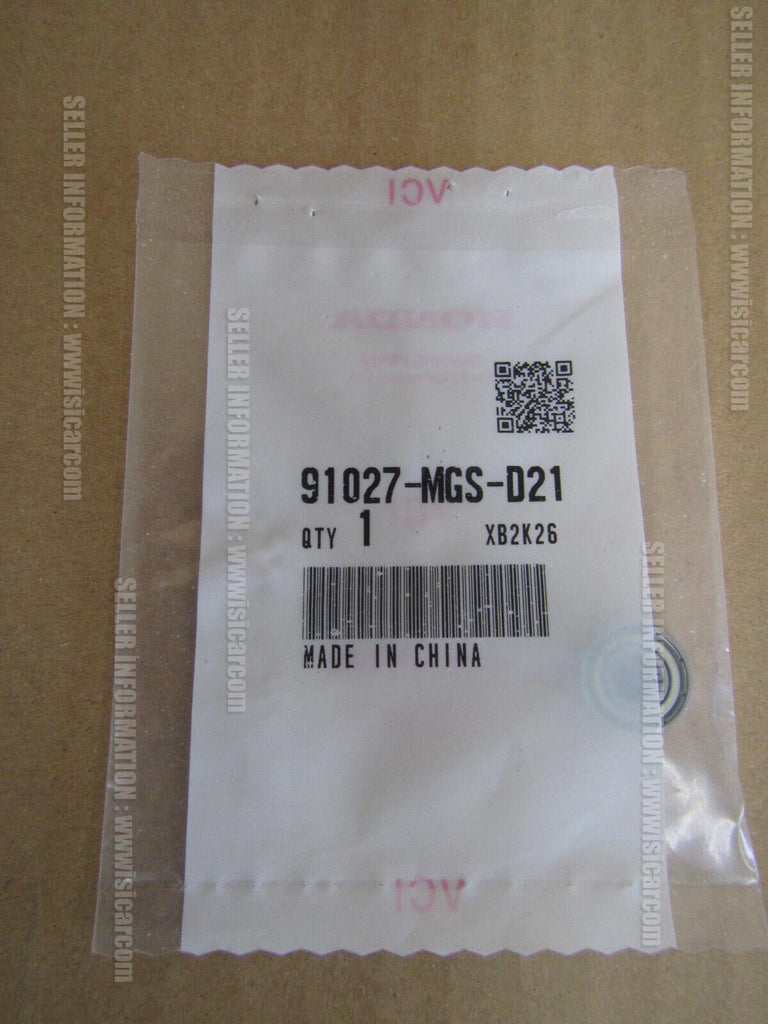 VCI
HONDA
91027-MGS-D21
QTY 1 XB2K26
MADE IN CHINA
VCI
SELLER INFORMATION : www.isicar.com
SELLER INFORMATION : www.isicar.com
SELLER INFORMATION : www.isicar.com
SELLER INFORMATION : www.isicar.com
SELLER INFORMATION : www.isicar.com